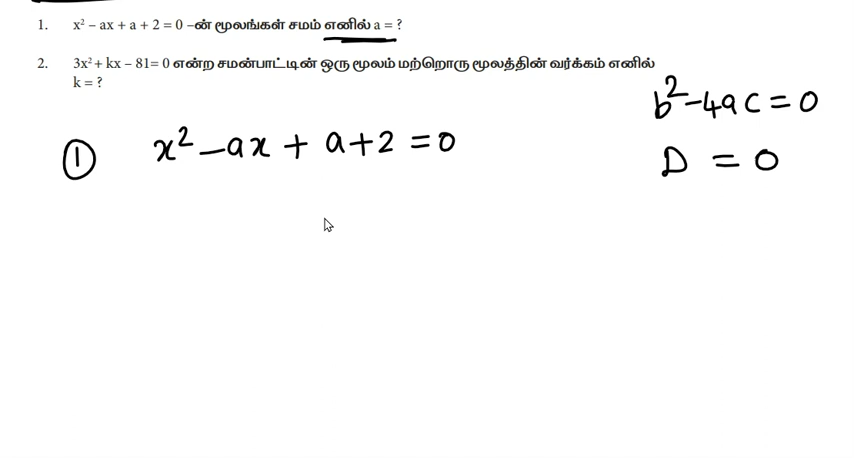 1. x² – ax + a + 2 = 0 –ன் மூலங்கள் சமம் எனில் a = ?
2. 3x² + kx – 81= 0 என்ற சமன்பாட்டின் ஒரு மூலம் மற்றொரு மூலத்தின் வர்க்கம் எனில்
k = ?
b² – 4ac = 0
① x² – ax + a + 2 = 0
D = 0